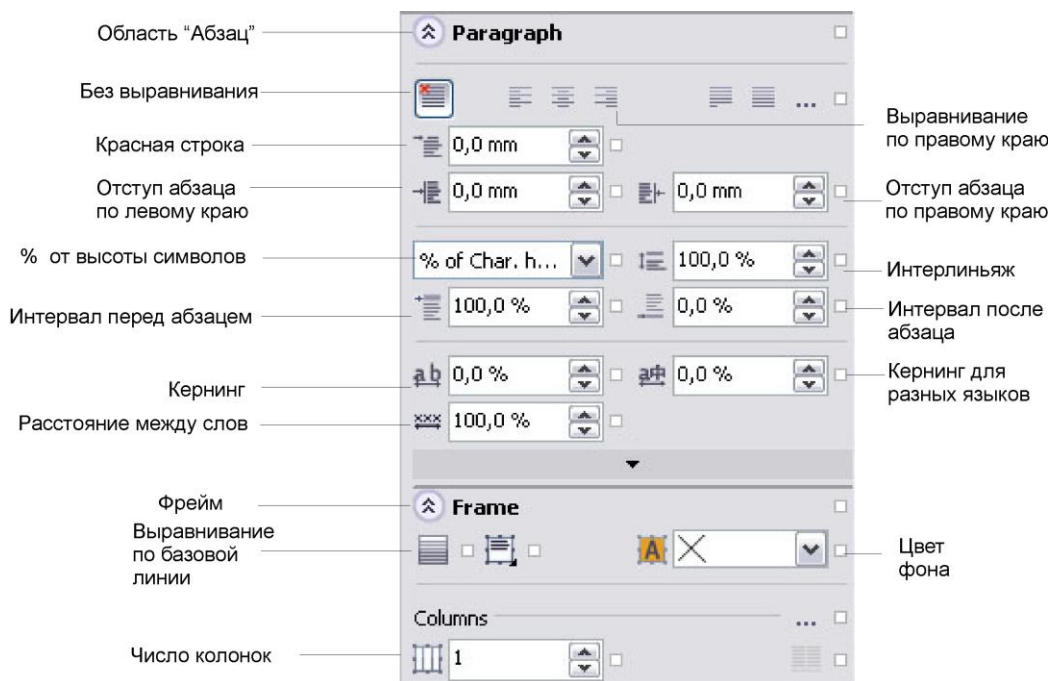 Область “Абзац”
Paragraph
Без выравнивания
...
Выравнивание
по правому краю
Красная строка
0,0 mm
Отступ абзаца
по левому краю
0,0 mm
0,0 mm
Отступ абзаца
по правому краю
% от высоты символов
% of Char. h...
100,0 %
Интерлиньяж
Интервал перед абзацем
100,0 %
0,0 %
Интервал после
абзаца
Кернинг
ab 0,0 %
0,0 %
Кернинг для
разных языков
Расстояние между слов
100,0 %
Фрейм
Frame
Выравнивание
по базовой
линии
A
Цвет
фона
Columns
...
Число колонок
1